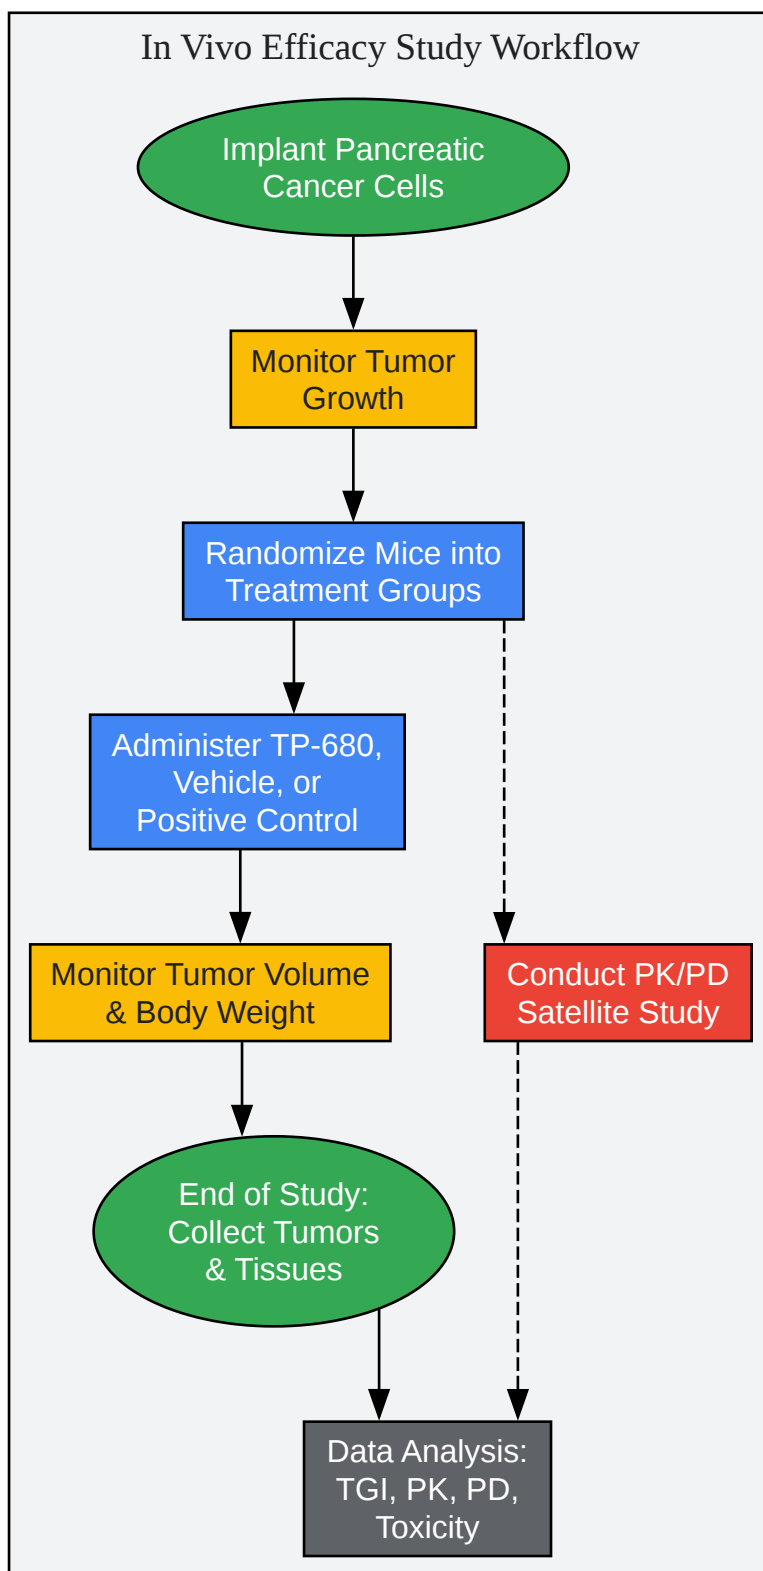 In Vivo Efficacy Study Workflow
Implant Pancreatic
Cancer Cells
Monitor Tumor
Growth
Randomize Mice into
Treatment Groups
Administer TP-680,
Vehicle, or
Positive Control
Monitor Tumor Volume
& Body Weight
Conduct PK/PD
Satellite Study
End of Study:
Collect Tumors
& Tissues
Data Analysis:
TGI, PK, PD,
Toxicity